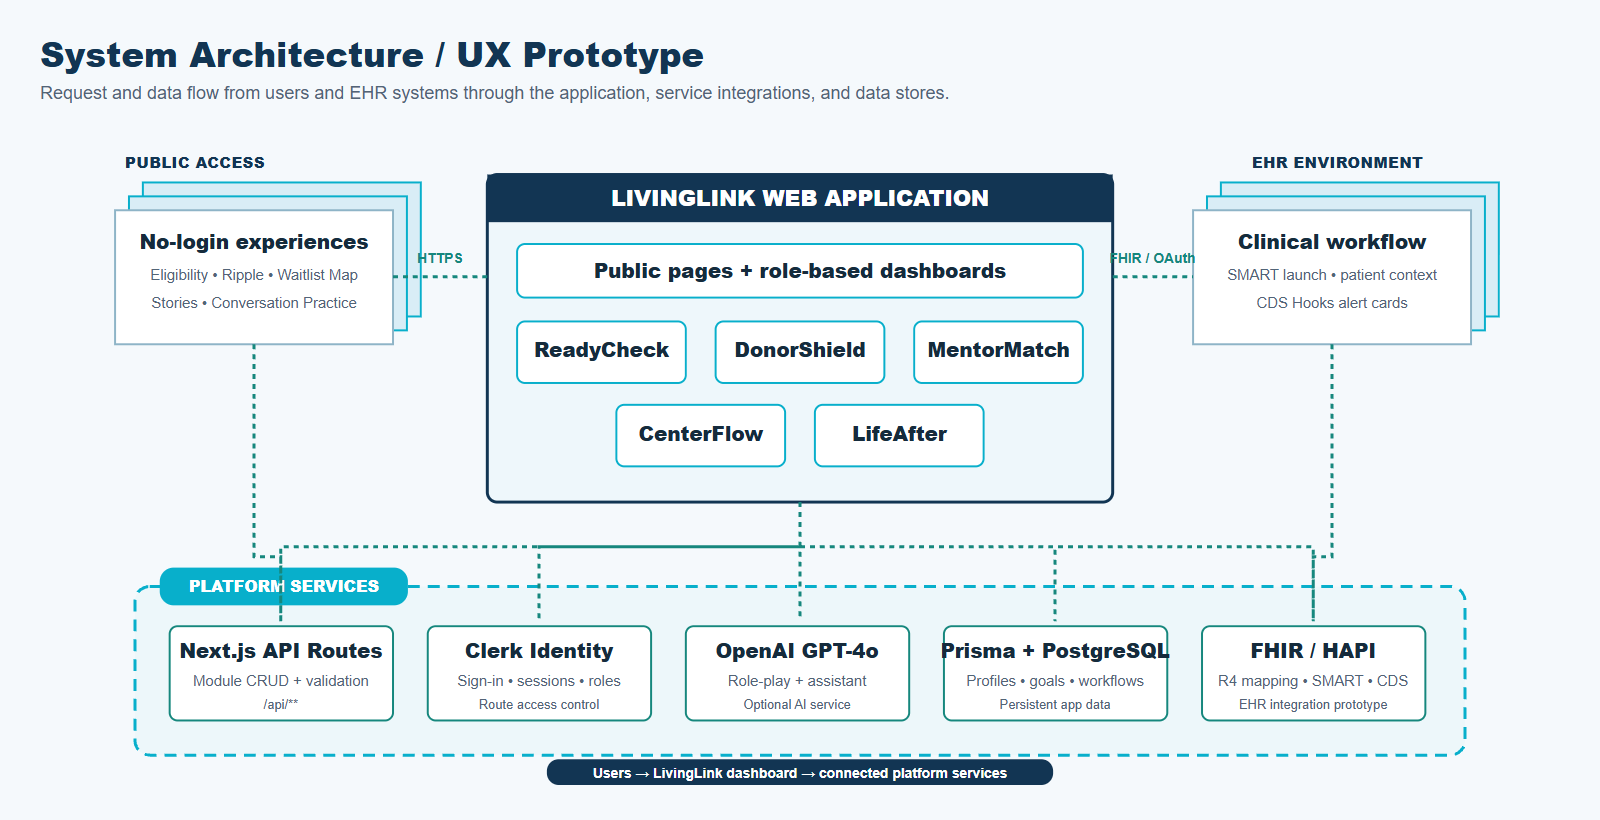 System Architecture / UX Prototype
Request and data flow from users and EHR systems through the application, service integrations, and data stores.
PUBLIC ACCESS
No-login experiences
Eligibility • Ripple • Waitlist Map
Stories • Conversation Practice
HTTPS
LIVINGLINK WEB APPLICATION
Public pages + role-based dashboards
ReadyCheck
DonorShield
MentorMatch
CenterFlow
LifeAfter
FHIR / OAuth
EHR ENVIRONMENT
Clinical workflow
SMART launch • patient context
CDS Hooks alert cards
PLATFORM SERVICES
Next.js API Routes
Module CRUD + validation
/api/**
Clerk Identity
Sign-in • sessions • roles
Route access control
OpenAI GPT-4o
Role-play + assistant
Optional AI service
Prisma + PostgreSQL
Profiles • goals • workflows
Persistent app data
FHIR / HAPI
R4 mapping • SMART • CDS
EHR integration prototype
Users → LivingLink dashboard → connected platform services